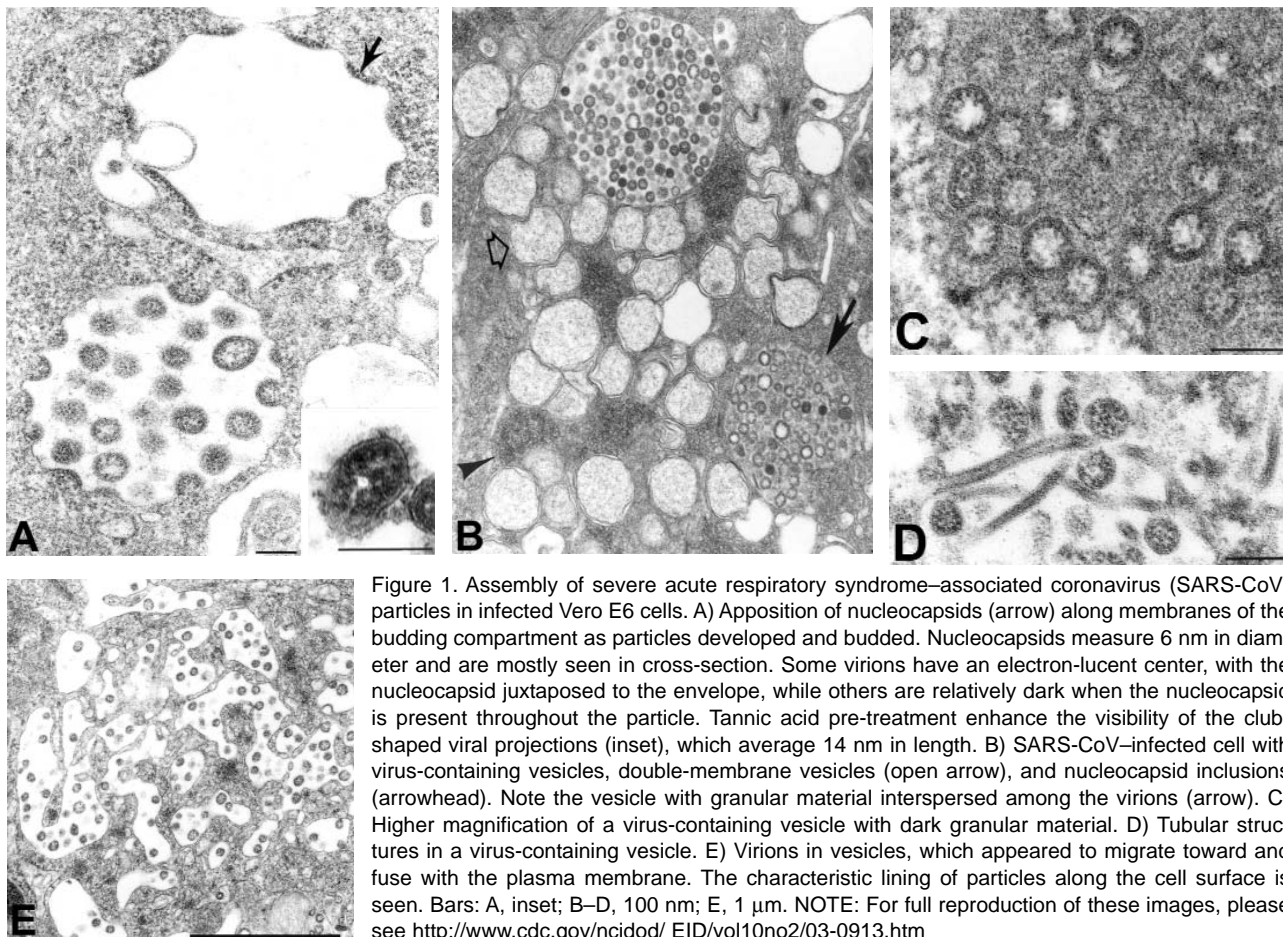 A
B
C
D
E
Figure 1. Assembly of severe acute respiratory syndrome–associated coronavirus (SARS-CoV
particles in infected Vero E6 cells. A) Apposition of nucleocapsids (arrow) along membranes of the
budding compartment as particles developed and budded. Nucleocapsids measure 6 nm in diam
eter and are mostly seen in cross-section. Some virions have an electron-lucent center, with the
nucleocapsid juxtaposed to the envelope, while others are relatively dark when the nucleocapsid
is present throughout the particle. Tannic acid pre-treatment enhance the visibility of the club
shaped viral projections (inset), which average 14 nm in length. B) SARS-CoV–infected cell with
virus-containing vesicles, double-membrane vesicles (open arrow), and nucleocapsid inclusions
(arrowhead). Note the vesicle with granular material interspersed among the virions (arrow). C
Higher magnification of a virus-containing vesicle with dark granular material. D) Tubular struc
tures in a virus-containing vesicle. E) Virions in vesicles, which appeared to migrate toward and
fuse with the plasma membrane. The characteristic lining of particles along the cell surface is
seen. Bars: A, inset; B–D, 100 nm; E, 1 μm. NOTE: For full reproduction of these images, please
see http://www.cdc.gov/ncidod/ EID/vol10no2/03-0913.htm